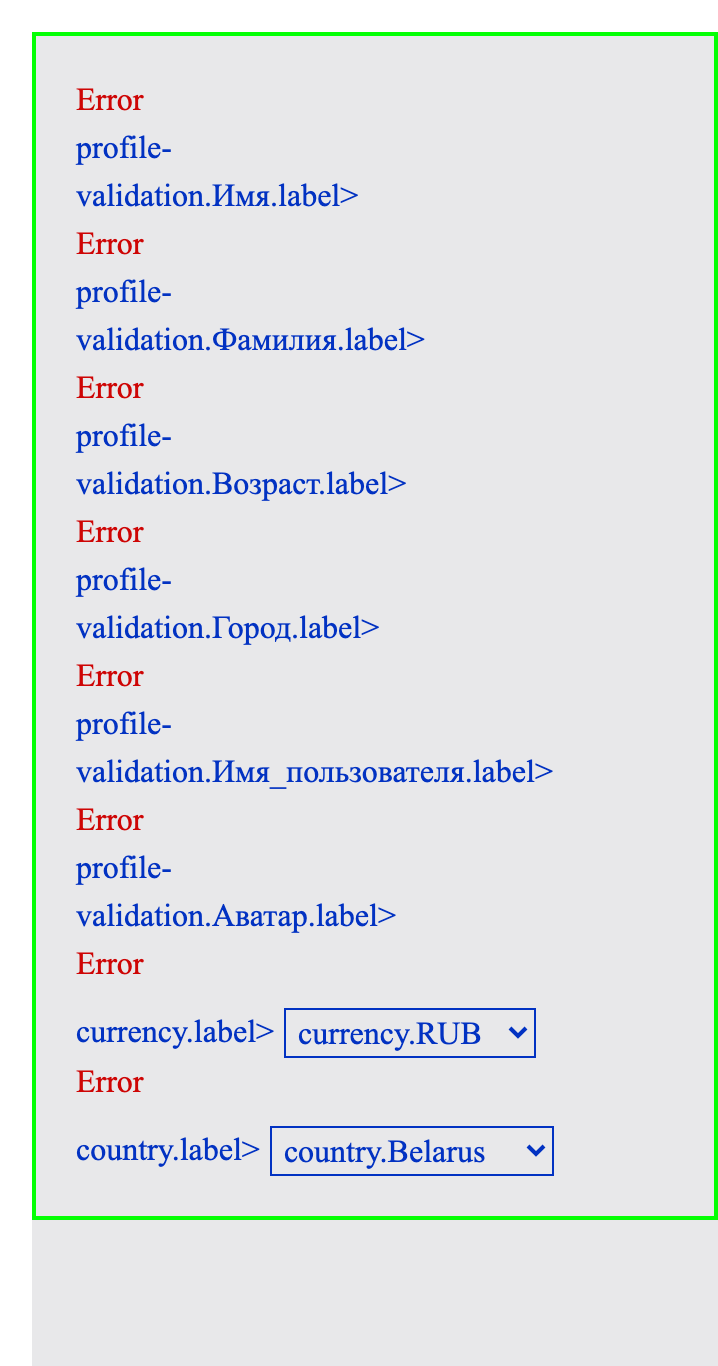 Error
profile-
validation.Имя.label>
Error
profile-
validation.Фамилия.label>
Error
profile-
validation.Возраст.label>
Error
profile-
validation.Город.label>
Error
profile-
validation.Имя_пользователя.label>
Error
profile-
validation.Аватар.label>
Error
currency.label> currency.RUB
Error
country.label> country.Belarus